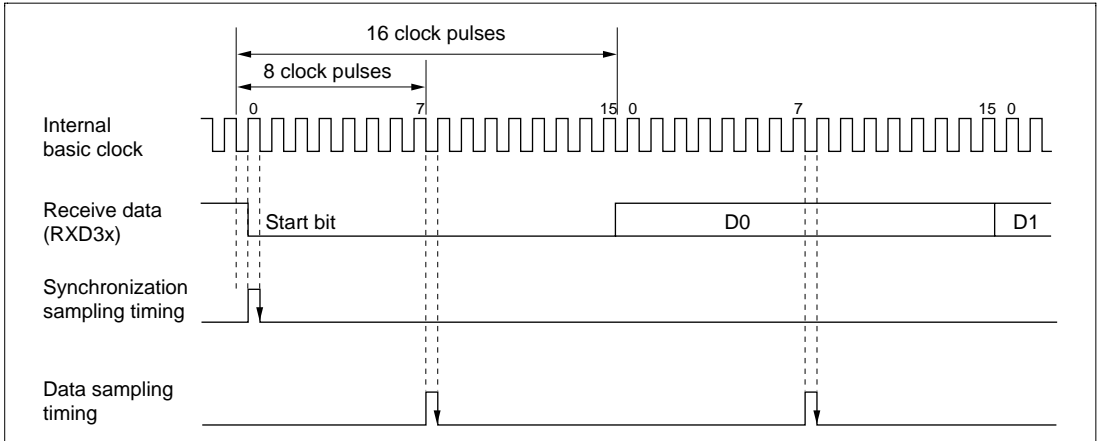 16 clock pulses
8 clock pulses
0 7 15 0 7 15 0
Internal
basic clock
Receive data
(RXD3x)
Start bit D0 D1
Synchronization
sampling timing
Data sampling
timing